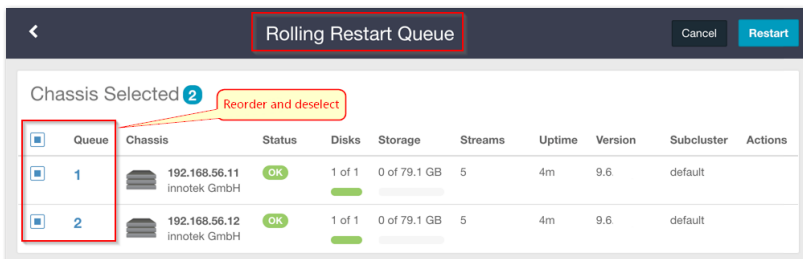 Rolling Restart Queue
Cancel
Restart
Chassis Selected 2
Reorder and deselect
Queue Chassis Status Disks Storage Streams Uptime Version Subcluster Actions
1 192.168.56.11 OK 1 of 1 0 of 79.1 GB 5 4m 9.6. default
innotek GmbH
2 192.168.56.12 OK 1 of 1 0 of 79.1 GB 5 4m 9.6. default
innotek GmbH